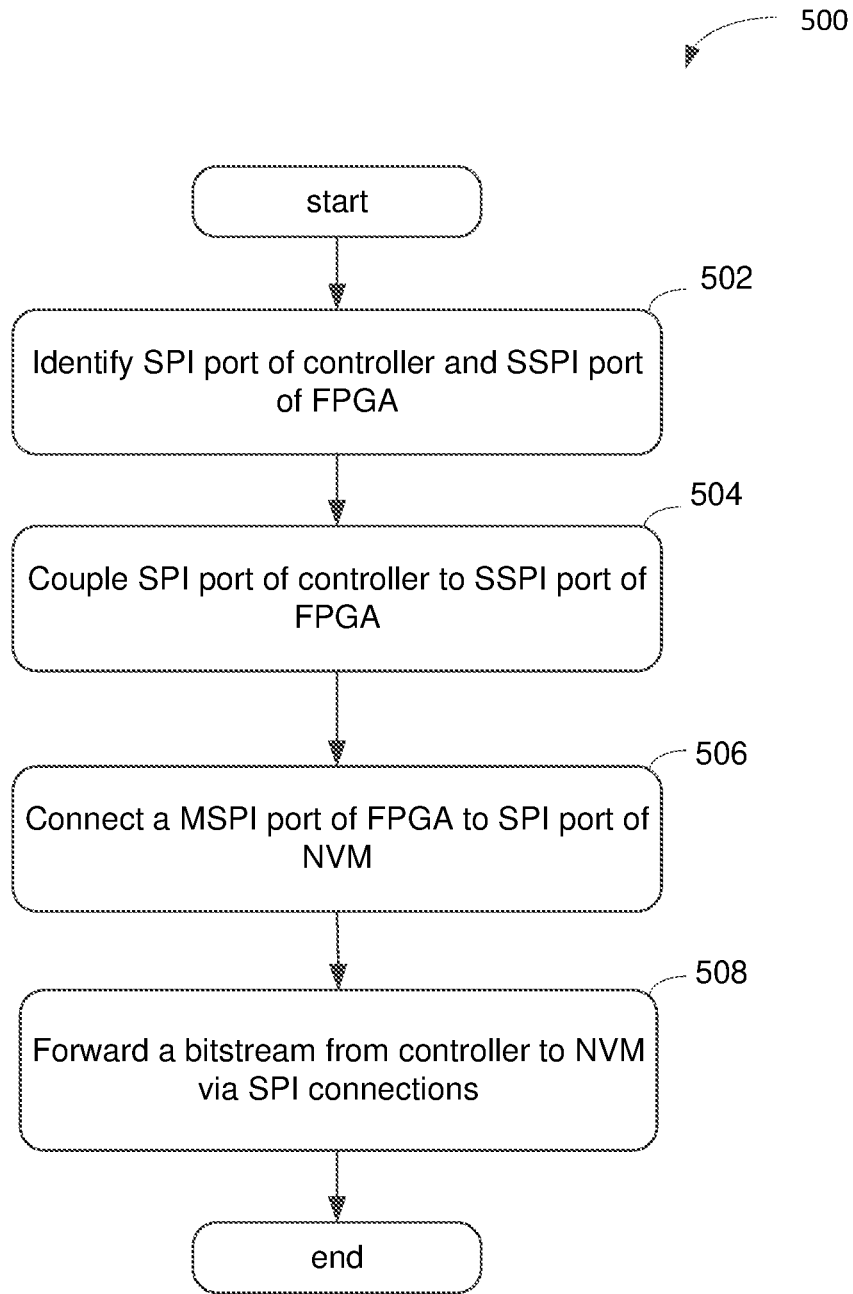 500
start
502
Identify SPI port of controller and SSPI port
of FPGA
504
Couple SPI port of controller to SSPI port of
FPGA
506
Connect a MSPI port of FPGA to SPI port of
NVM
508
Forward a bitstream from controller to NVM
via SPI connections
end